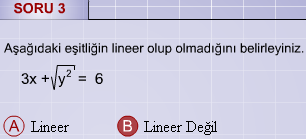 SORU 3
Aşağıdaki eşitliğin lineer olup olmadığını belirleyiniz.
3x + √y² = 6
A Lineer
B Lineer Değil